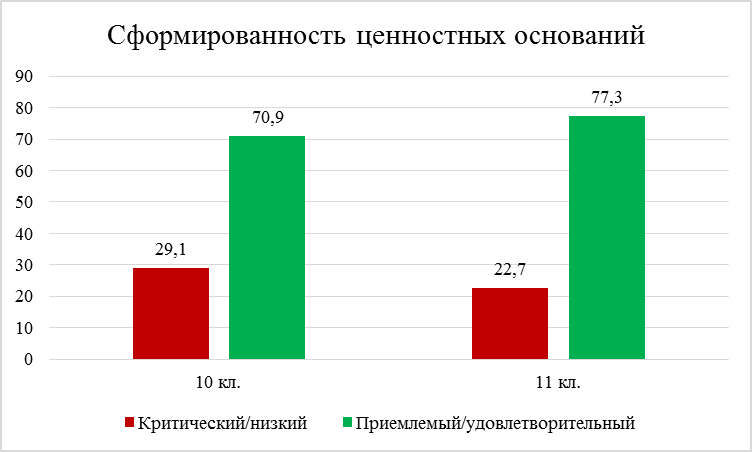 Сформированность ценностных оснований
90
80
70
60
50
40
30
20
10
0
29,1
70,9
22,7
77,3
10 кл.
11 кл.
Критический/низкий
Приемлемый/удовлетворительный